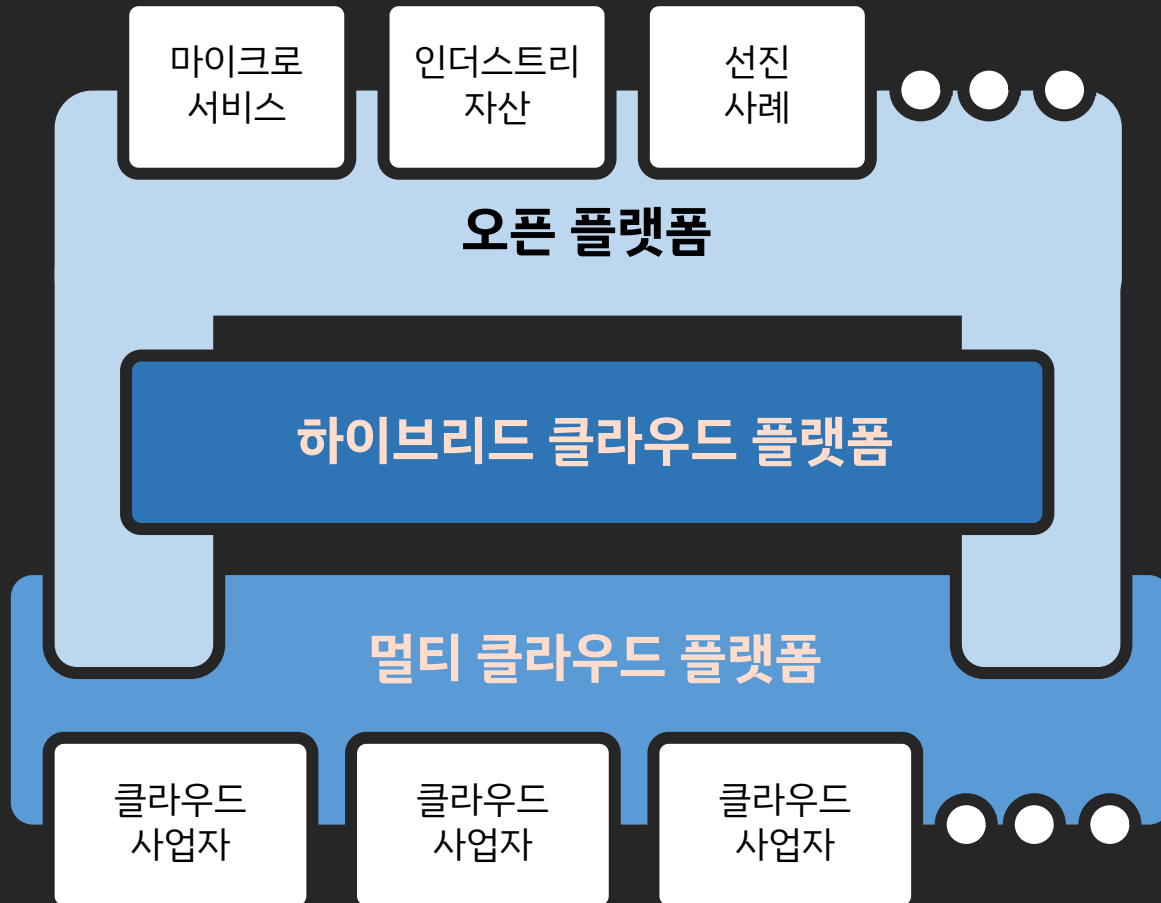 마이크로
서비스
인더스트리
자산
선진
사례
오픈 플랫폼
하이브리드 클라우드 플랫폼
멀티 클라우드 플랫폼
클라우드
사업자
클라우드
사업자
클라우드
사업자